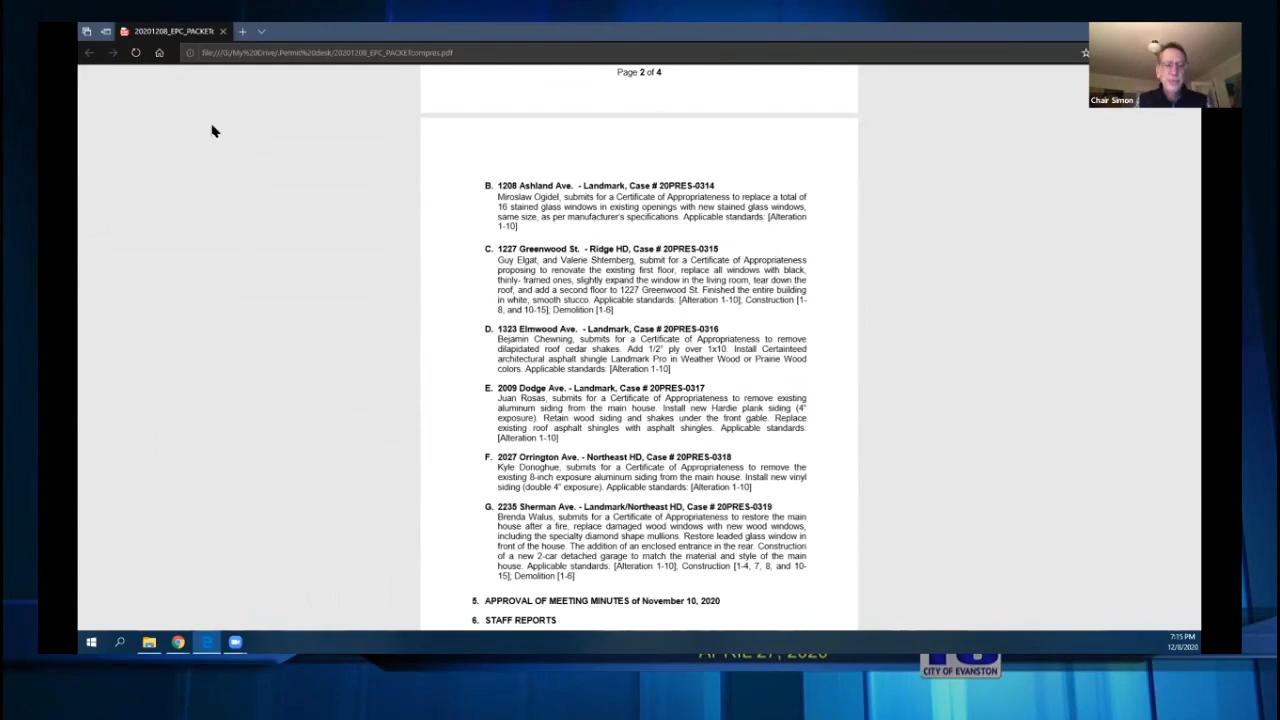 20201208_EPC_PACKETc
file:///G:/My%20Drive/.Permit%20desk/20201208_EPC_PACKETcompres.pdf
Chair Simon
Page 2 of 4
B. 1208 Ashland Ave. - Landmark, Case # 20PRES-0314
Miroslaw Ogidel, submits for a Certificate of Appropriateness to replace a total of
16 stained glass windows in existing openings with new stained glass windows,
same size, as per manufacturer's specifications. Applicable standards: [Alteration
1-10]
C. 1227 Greenwood St. - Ridge HD, Case # 20PRES-0315
Guy Elgat, and Valerie Shternberg, submit for a Certificate of Appropriateness
proposing to renovate the existing first floor, replace all windows with black,
thinly- framed ones, slightly expand the window in the living room, tear down the
roof, and add a second floor to 1227 Greenwood St. Finished the entire building
in white, smooth stucco. Applicable standards: [Alteration 1-10]; Construction [1-
8, and 10-15]; Demolition [1-6]
D. 1323 Elmwood Ave. - Landmark, Case # 20PRES-0316
Besamin Chewning, submits for a Certificate of Appropriateness to remove
dilapidated roof cedar shakes. Add 1/2" ply over 1x10. Install Certainteed
architectural asphalt shingle Landmark Pro in Weather Wood or Prairie Wood
colors. Applicable standards: [Alteration 1-10]
E. 2009 Dodge Ave. - Landmark, Case # 20PRES-0317
Juan Rosas, submits for a Certificate of Appropriateness to remove existing
aluminum siding from the main house. Install new Hardie plank siding (4"
exposure). Retain wood siding and shakes under the front gable. Replace
existing roof asphalt shingles with asphalt shingles. Applicable standards:
[Alteration 1-10]
F. 2027 Orrington Ave. - Northeast HD, Case # 20PRES-0318
Kyle Donoghue, submits for a Certificate of Appropriateness to remove the
existing 8-inch exposure aluminum siding from the main house. Install new vinyl
siding (double 4" exposure). Applicable standards: [Alteration 1-10]
G. 2235 Sherman Ave. - Landmark/Northeast HD, Case # 20PRES-0319
Brenda Walus, submits for a Certificate of Appropriateness to restore the main
house after a fire, replace damaged wood windows with new wood windows,
including the specialty diamond shape mullions. Restore leaded glass window in
front of the house. The addition of an enclosed entrance in the rear. Construction
of a new 2-car detached garage to match the material and style of the main
house. Applicable standards: [Alteration 1-10]; Construction [1-4, 7, 8, and 10-
15]; Demolition [1-6]
5. APPROVAL OF MEETING MINUTES of November 10, 2020
6. STAFF REPORTS
7:15 PM
12/8/2020
APRIL 27, 2020
CITY OF EVANSTON